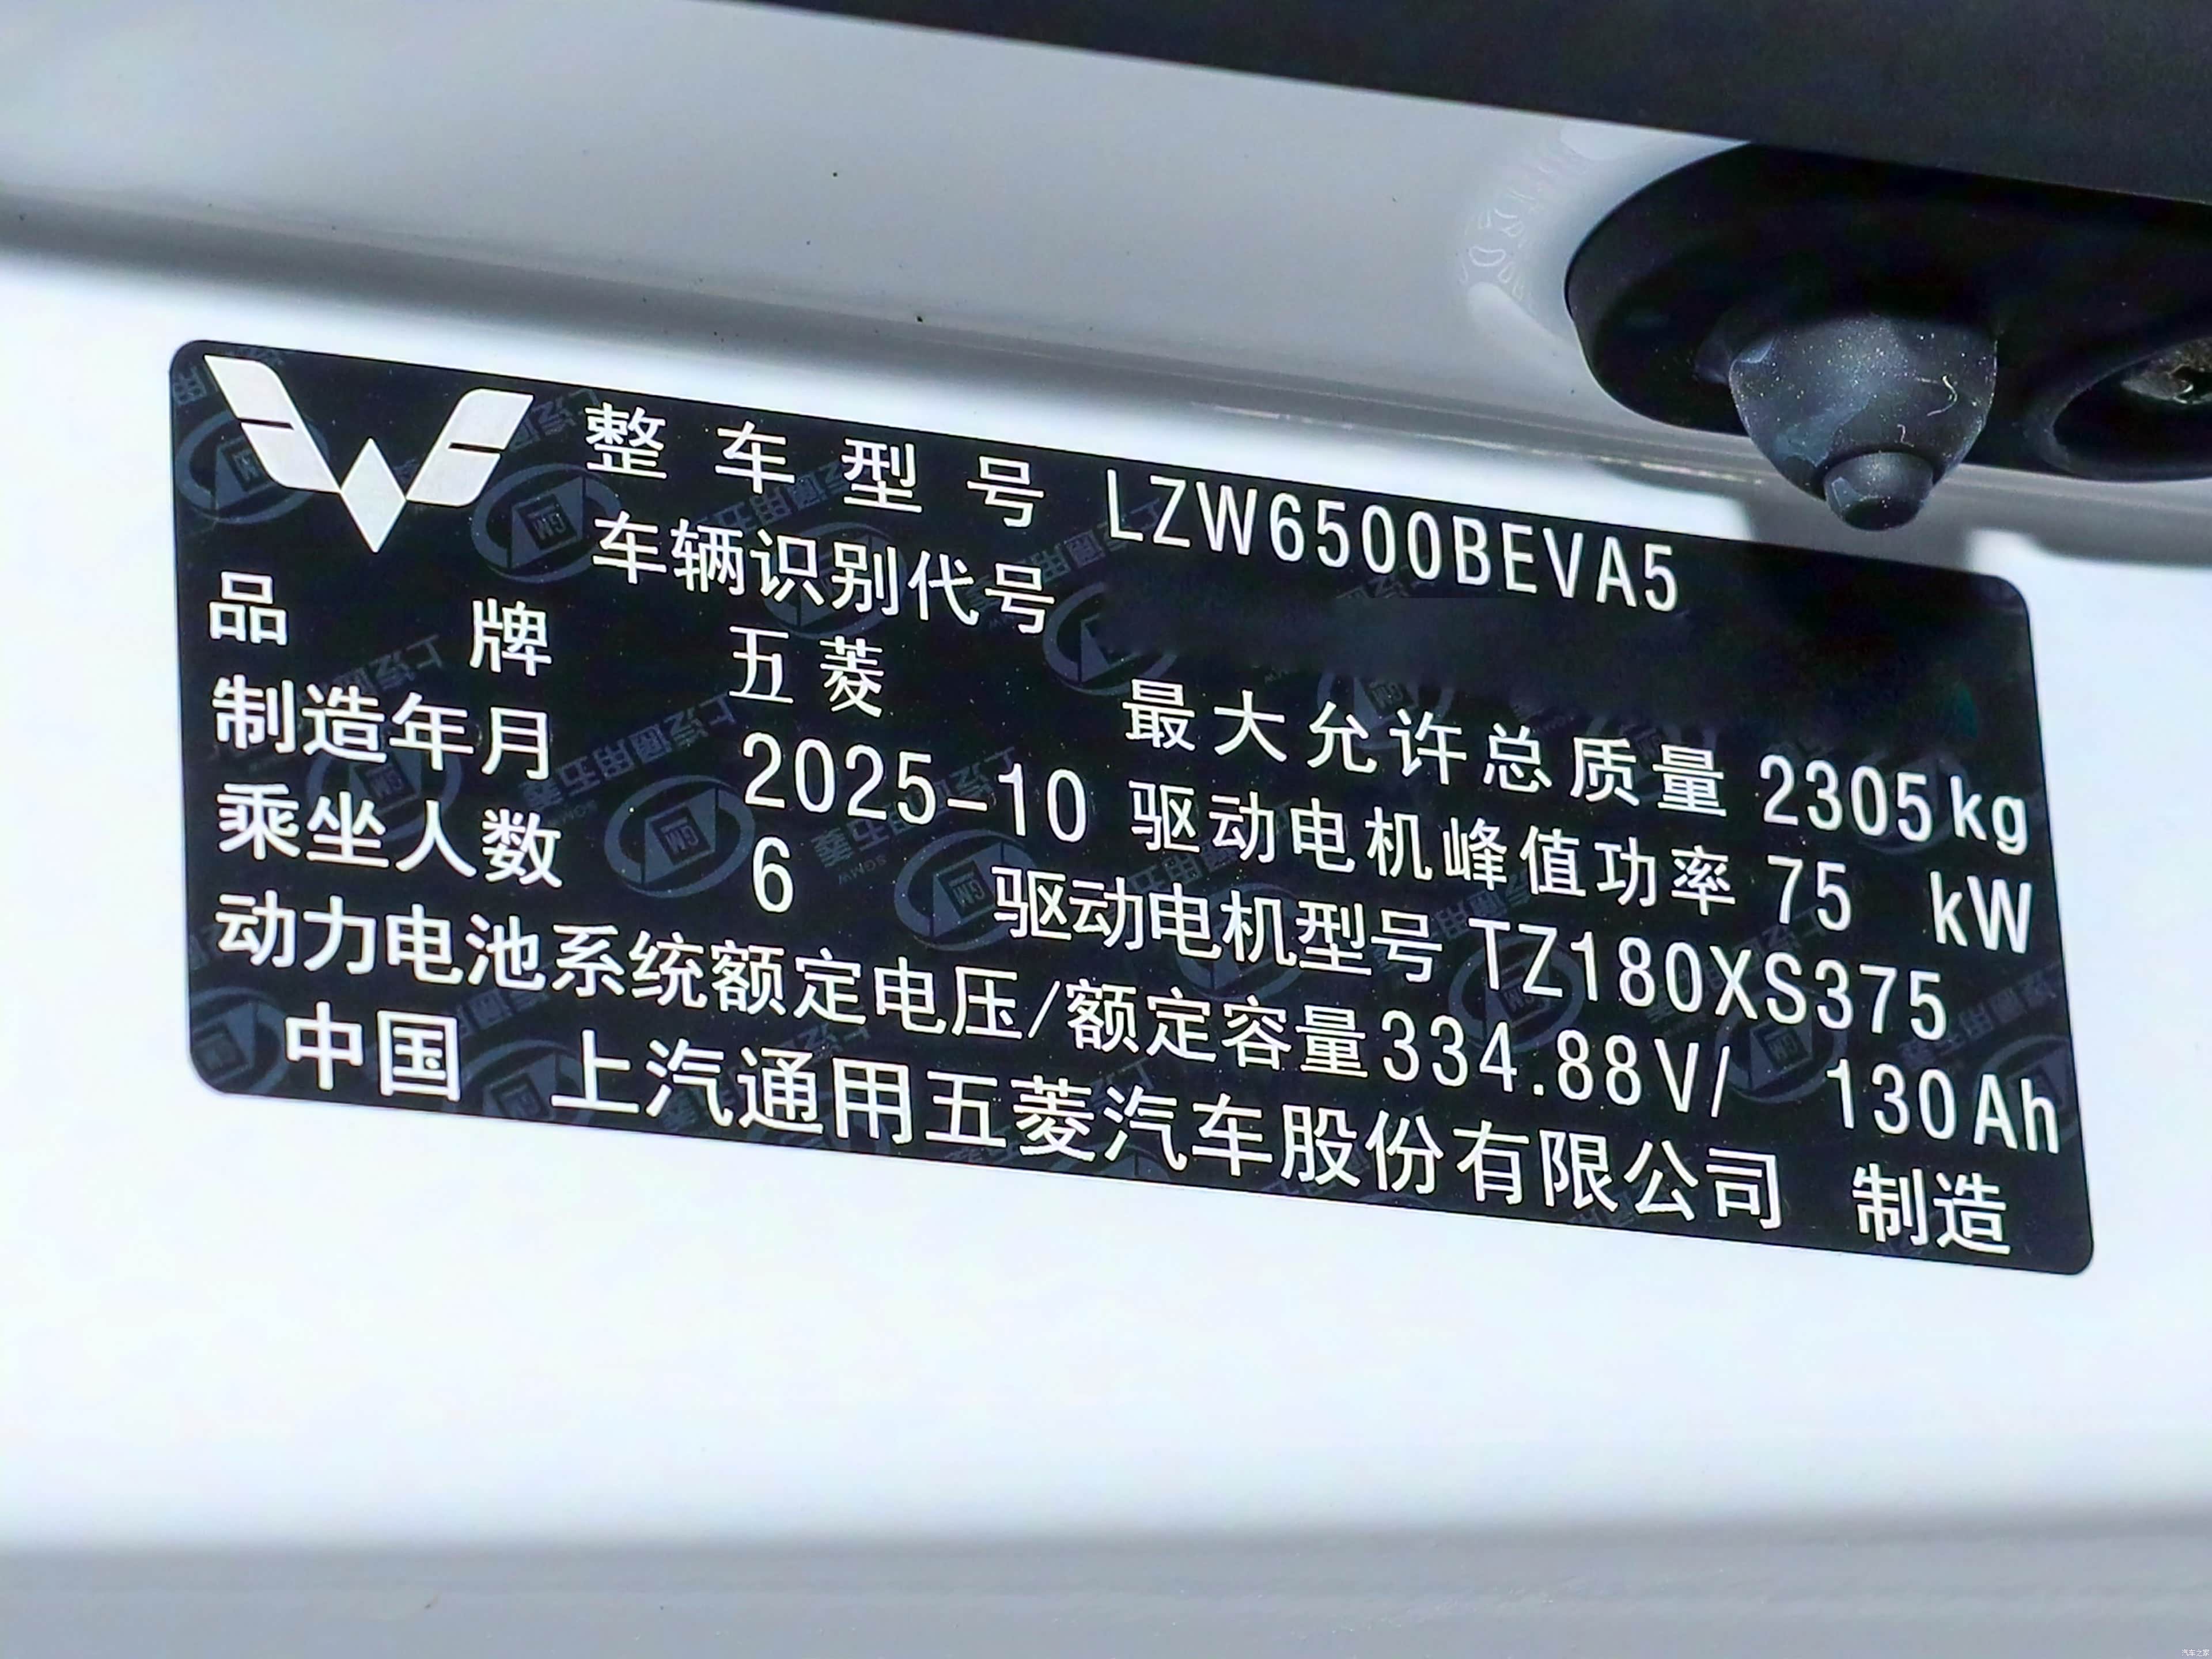 整车型号 LZW6500BEVA5
车辆识别代号
品牌 五菱 最大允许总质量 2305kg
制造年月 2025-10 驱动电机峰值功率 75 kW
乘坐人数 6 驱动电机型号 TZ180XS375
动力电池系统额定电压/额定容量 334.88V/ 130Ah
中国 上汽通用五菱汽车股份有限公司 制造
汽车之家